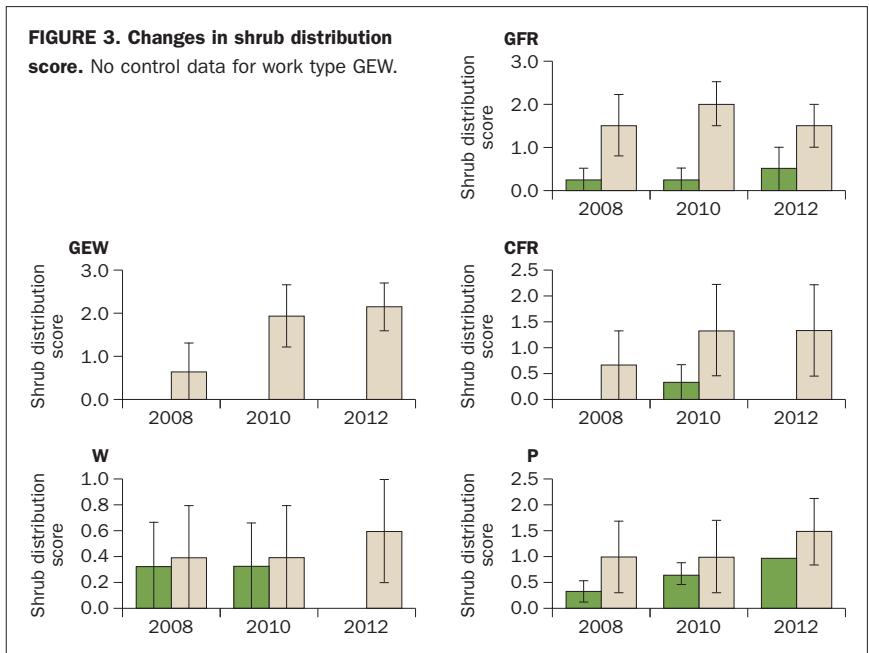 FIGURE 3. Changes in shrub distribution
score. No control data for work type GEW.
GFR
Shrub distribution
score
3.0
2.0
1.0
0.0
2008
2010
2012
GEW
Shrub distribution
score
3.0
2.0
1.0
0.0
2008
2010
2012
CFR
Shrub distribution
score
2.5
2.0
1.5
1.0
0.5
0.0
2008
2010
2012
W
Shrub distribution
score
1.0
0.8
0.6
0.4
0.2
0.0
2008
2010
2012
P
Shrub distribution
score
2.5
2.0
1.5
1.0
0.5
0.0
2008
2010
2012